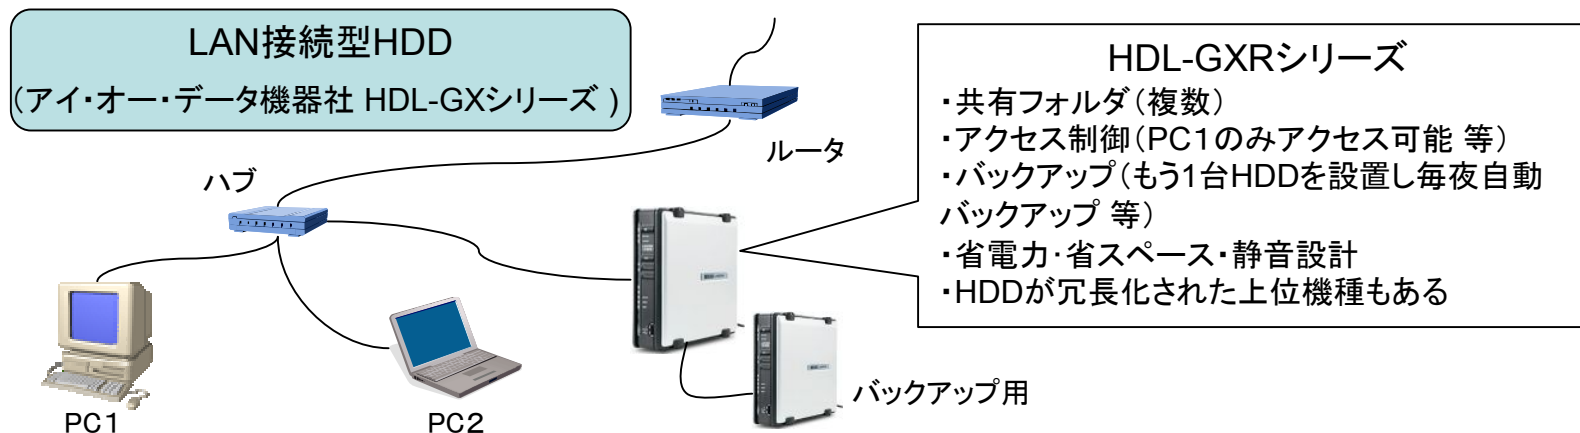 LAN接続型HDD
(アイ・オー・データ機器社 HDL-GXシリーズ )
ルータ
ハブ
HDL-GXRシリーズ
・共有フォルダ(複数)
・アクセス制御(PC1のみアクセス可能 等)
・バックアップ(もう1台HDDを設置し毎夜自動
バックアップ 等)
・省電力・省スペース・静音設計
・HDDが冗長化された上位機種もある
バックアップ用
PC1
PC2